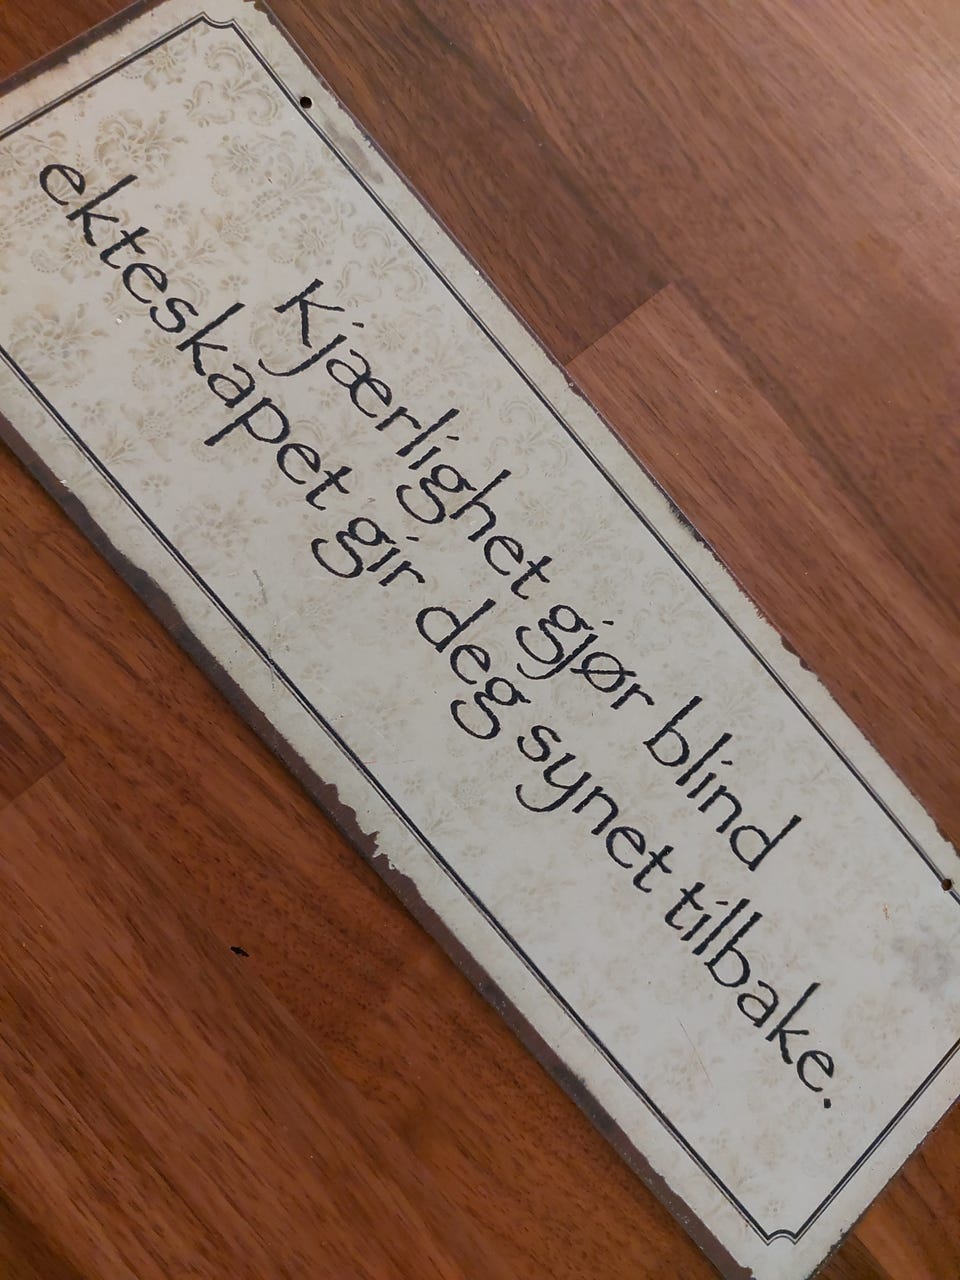 Kjærlighet gjør blind
ekteskapet gir deg synet tilbake.